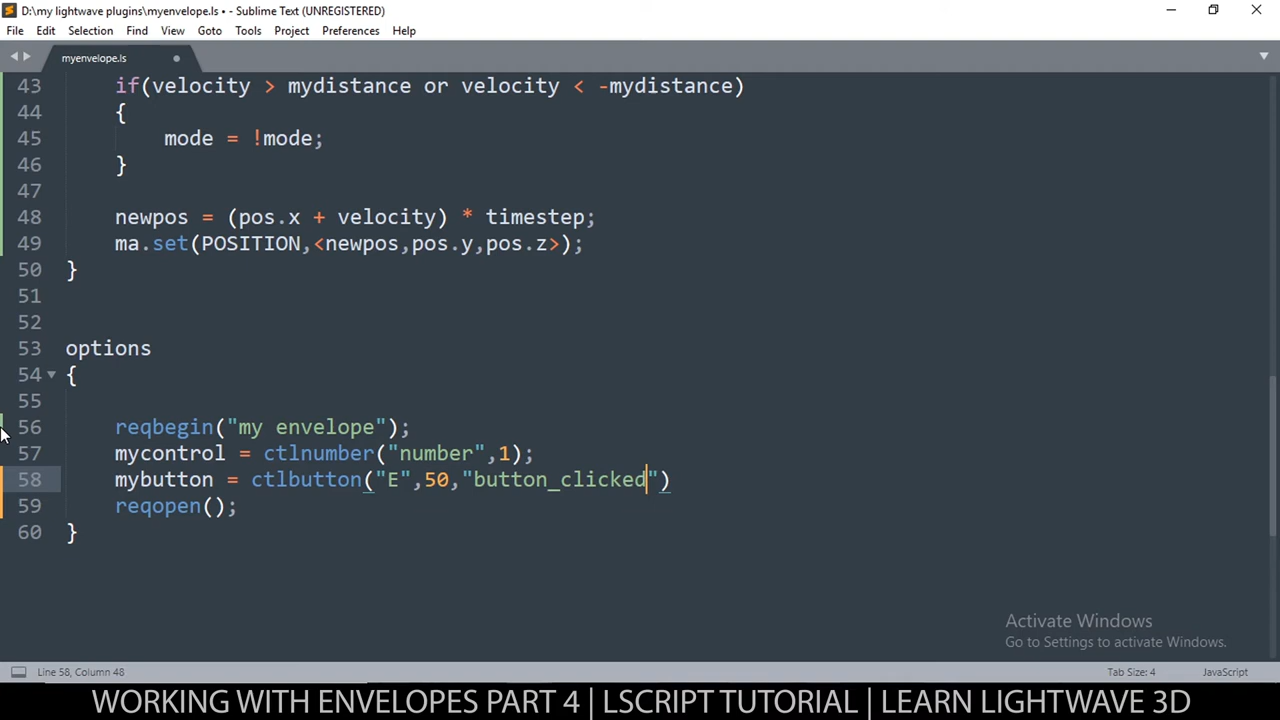 D:\my lightwave plugins\myenvelope.ls • - Sublime Text (UNREGISTERED)
File Edit Selection Find View Goto Tools Project Preferences Help
myenvelope.ls
43 if(velocity > mydistance or velocity < -mydistance)
44 {
45 mode = !mode;
46 }
47
48 newpos = (pos.x + velocity) * timestep;
49 ma.set(POSITION,<newpos,pos.y,pos.z>);
50 }
51
52
53 options
54 {
55
56 reqbegin("my envelope");
57 mycontrol = ctlnumber("number",1);
58 mybutton = ctlbutton("E",50,"button_clicked")
59 reqopen();
60 }
Activate Windows
Go to Settings to activate Windows.
Line 58, Column 48 Tab Size: 4 JavaScript
WORKING WITH ENVELOPES PART 4 | LSCRIPT TUTORIAL | LEARN LIGHTWAVE 3D